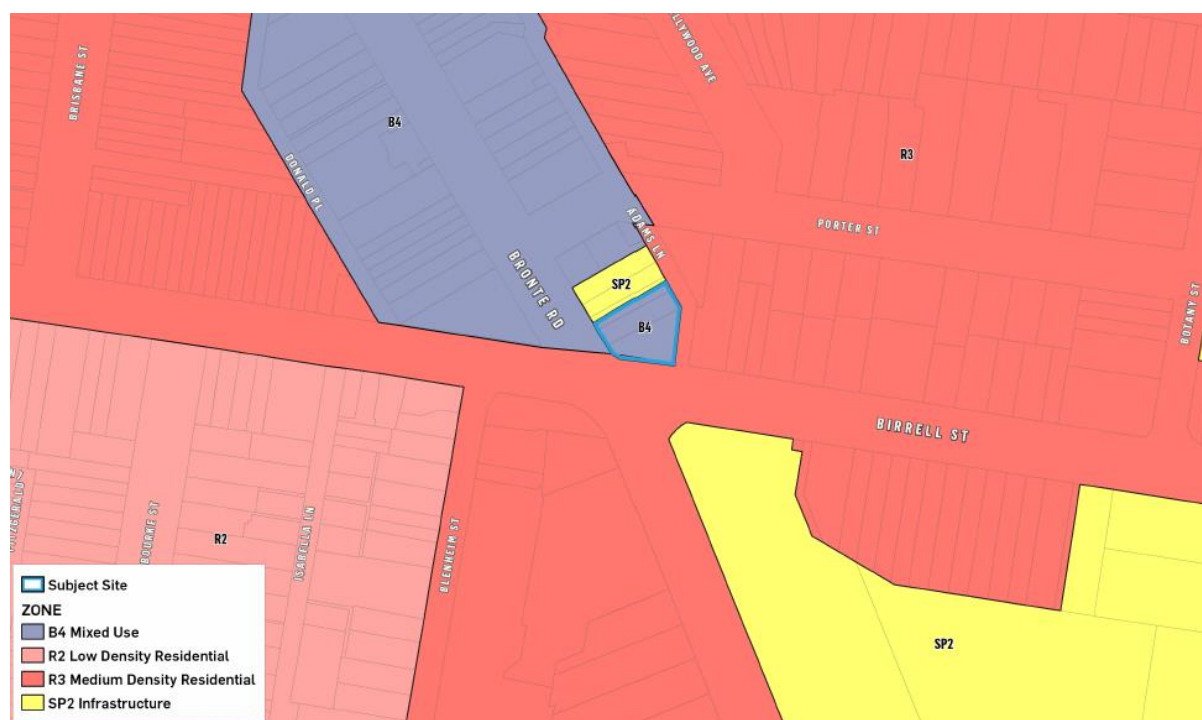 BRISBANE ST
B4
HOLLYWOOD AVE
R3
DONALD PL
ADAMS LN
PORTER ST
BRONTE RD
SP2
B4
BOTANY ST
BIRRELL ST
BOURKE ST
R2
ISABELLA LN
BLENHEIM ST
SP2
Subject Site
ZONE
B4 Mixed Use
R2 Low Density Residential
R3 Medium Density Residential
SP2 Infrastructure